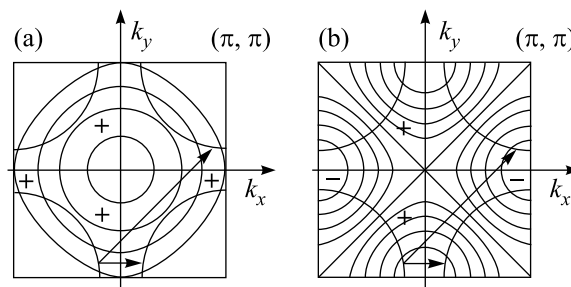 (a) k_y (π, π)
+
+ +
k_x
+
(b) k_y (π, π)
+
− −
k_x
+